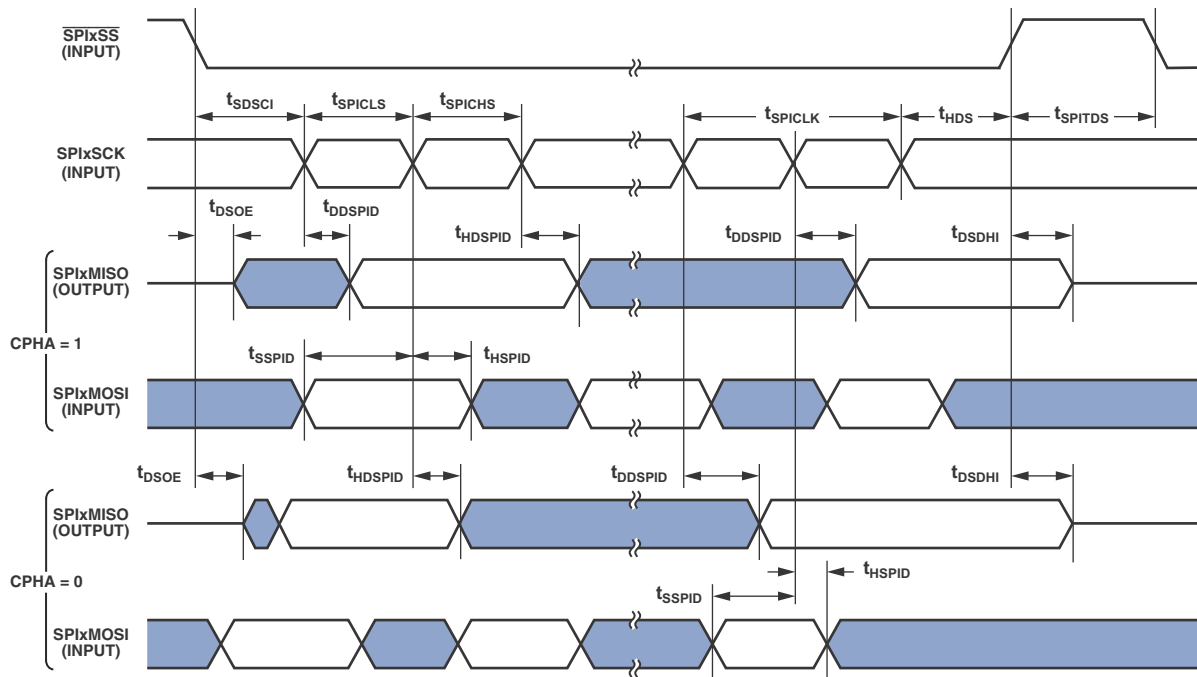 SPIxSS
(INPUT)
tSDSCI
tSPICLS
tSPICHS
tSPICLK
tHDS
tSPITDS
SPIxSCK
(INPUT)
tDSOE
tDDSPID
tHDSPID
tDDSPID
tDSDHI
SPIxMISO
(OUTPUT)
CPHA = 1
tSSPID
tHSPID
SPIxMOSI
(INPUT)
tDSOE
tHDSPID
tDDSPID
tDSDHI
SPIxMISO
(OUTPUT)
CPHA = 0
tHSPID
tSSPID
SPIxMOSI
(INPUT)